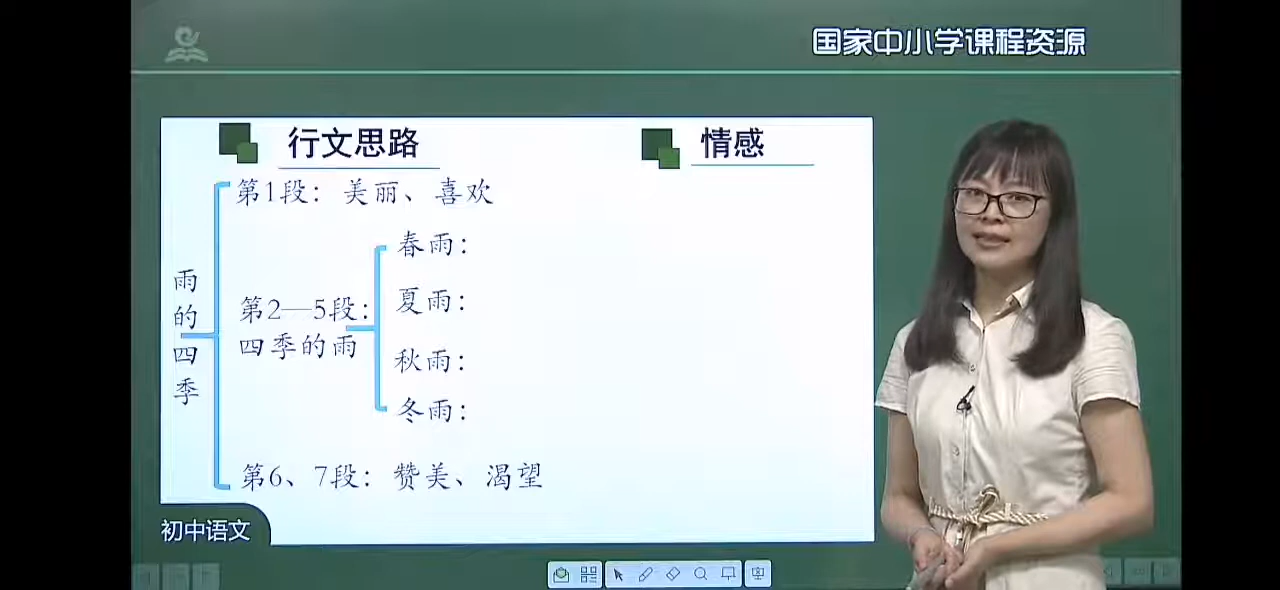 国家中小学课程资源
行文思路
情感
第1段：美丽、喜欢
雨的四季
第2—5段：
四季的雨
春雨：
夏雨：
秋雨：
冬雨：
第6、7段：赞美、渴望
初中语文